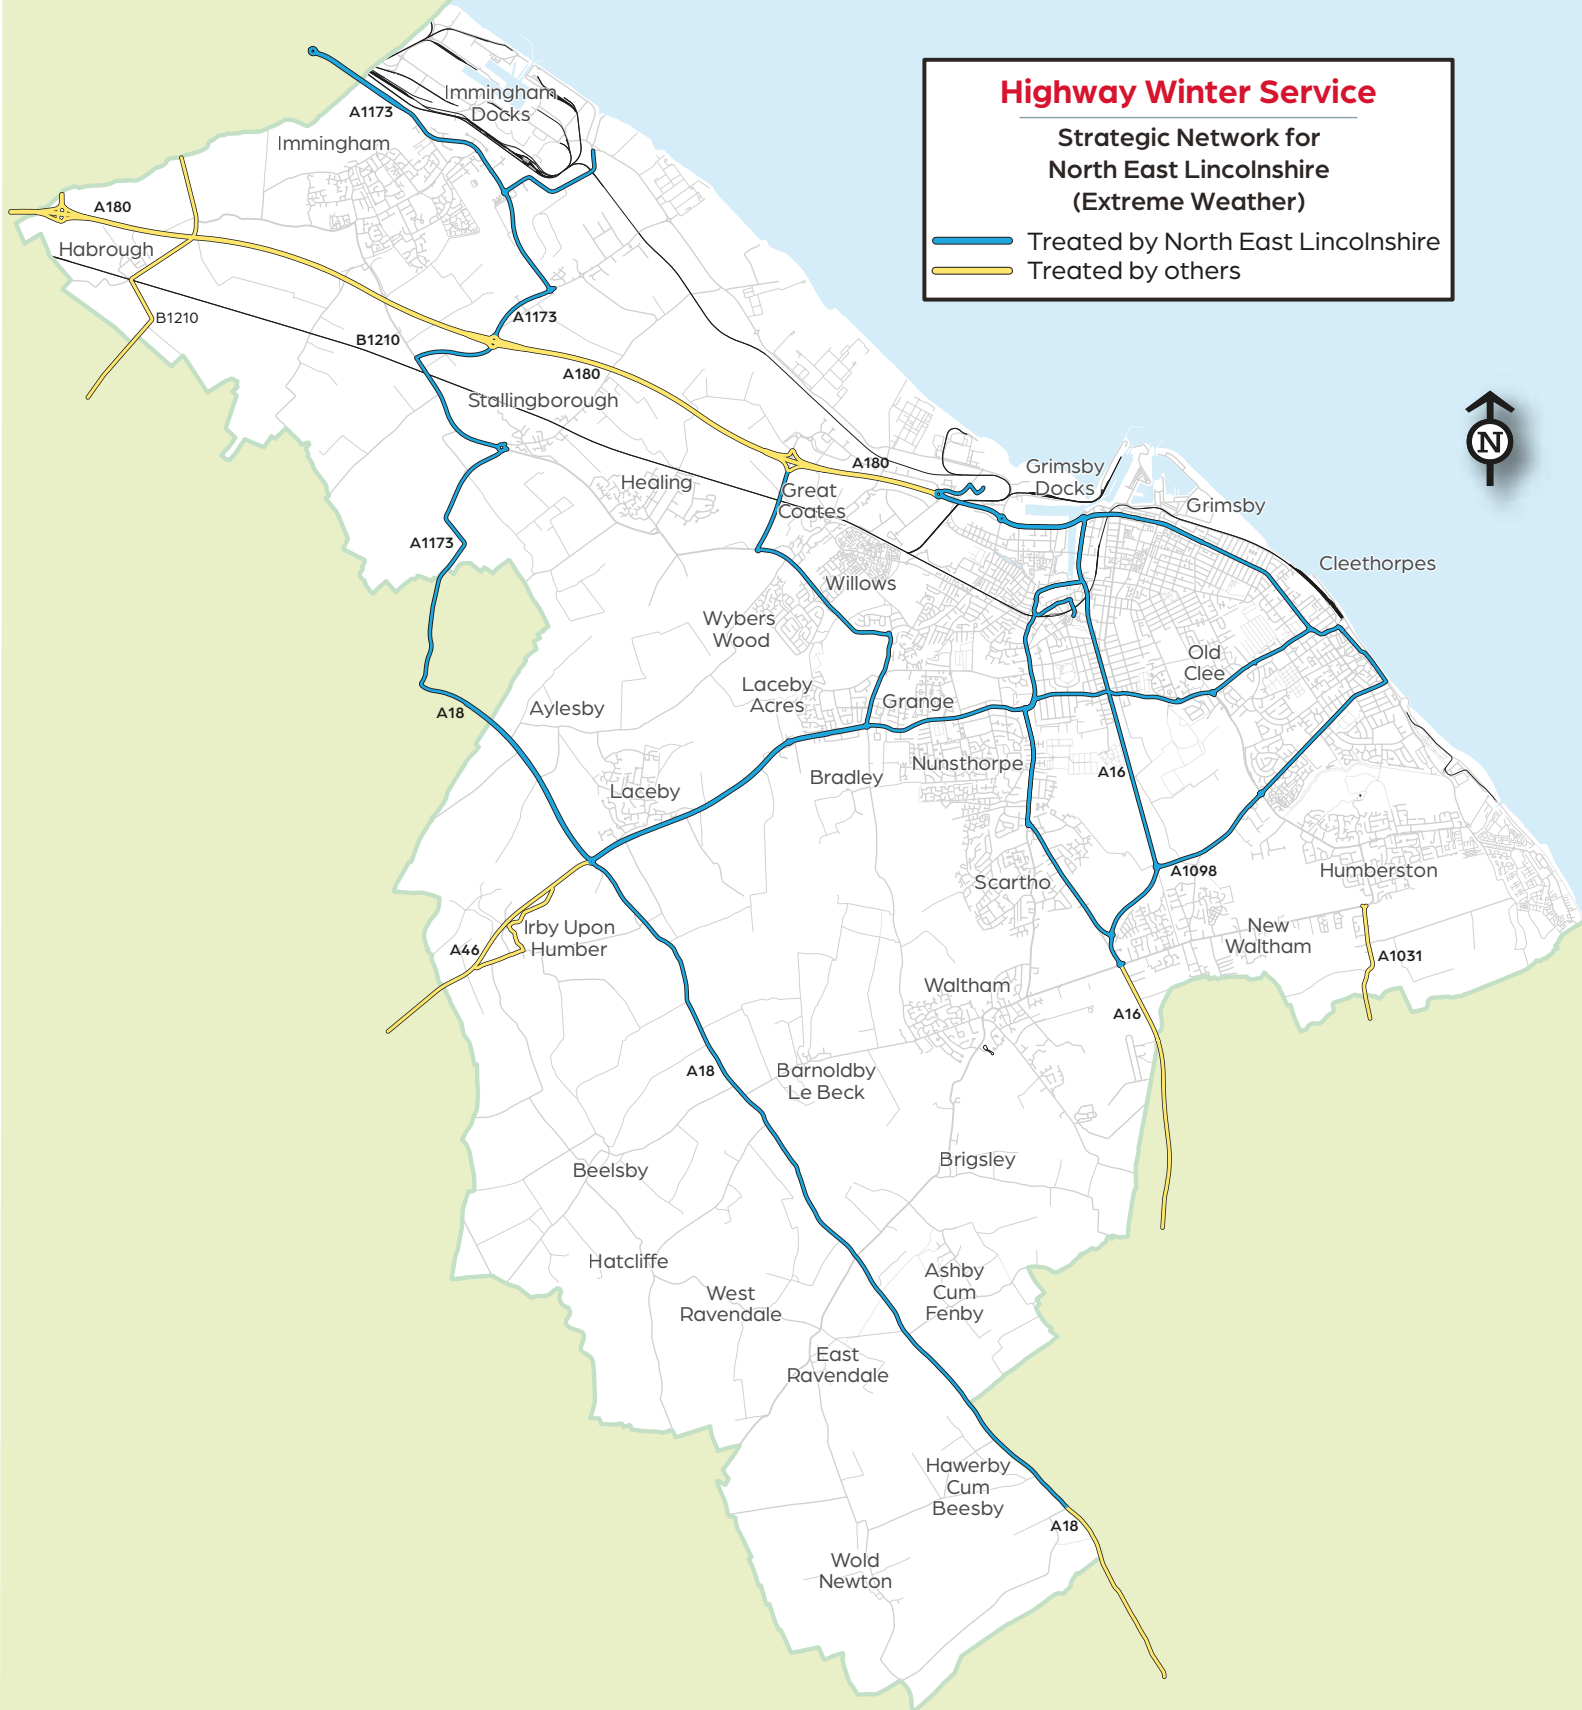 Highway Winter Service
Strategic Network for
North East Lincolnshire
(Extreme Weather)
Treated by North East Lincolnshire
Treated by others
N
Immingham
Docks
A1173
Immingham
A180
Habrough
B1210
A1173
B1210
A180
Stallingborough
A180
Grimsby
Docks
Healing
Great
Coates
Grimsby
A1173
Cleethorpes
Willows
Wybers
Wood
Old
Clee
Laceby
Acres
Grange
Aylesby
A18
Nunsthorpe
A16
Bradley
Laceby
Scartho
A1098
Humberston
Irby Upon
Humber
A46
New
Waltham
A1031
Waltham
A16
A18
Barnoldby
Le Beck
Brigsley
Beelsby
Hatcliffe
Ashby
Cum
Fenby
West
Ravendale
East
Ravendale
Hawerby
Cum
Beesby
A18
Wold
Newton